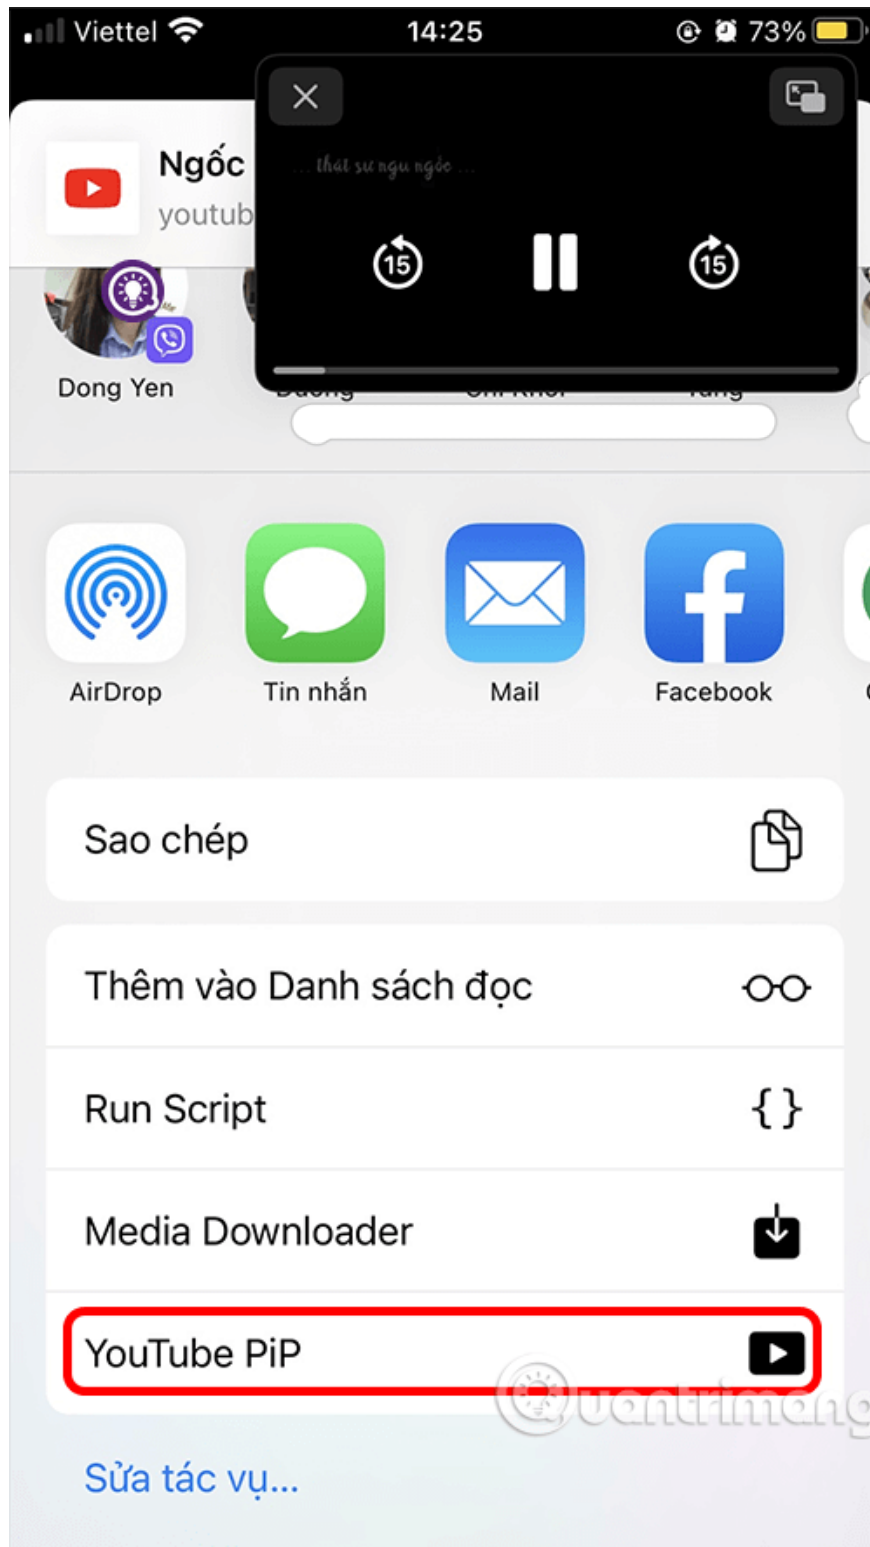 Viettel 14:25 73%
Ngốc
youtub
... thật sự ngu ngốc ...
15 15
Dong Yen Dương
AirDrop Tin nhắn Mail Facebook
Sao chép
Thêm vào Danh sách đọc
Run Script
{}
Media Downloader
YouTube PiP
Quantrimang
Sửa tác vụ...